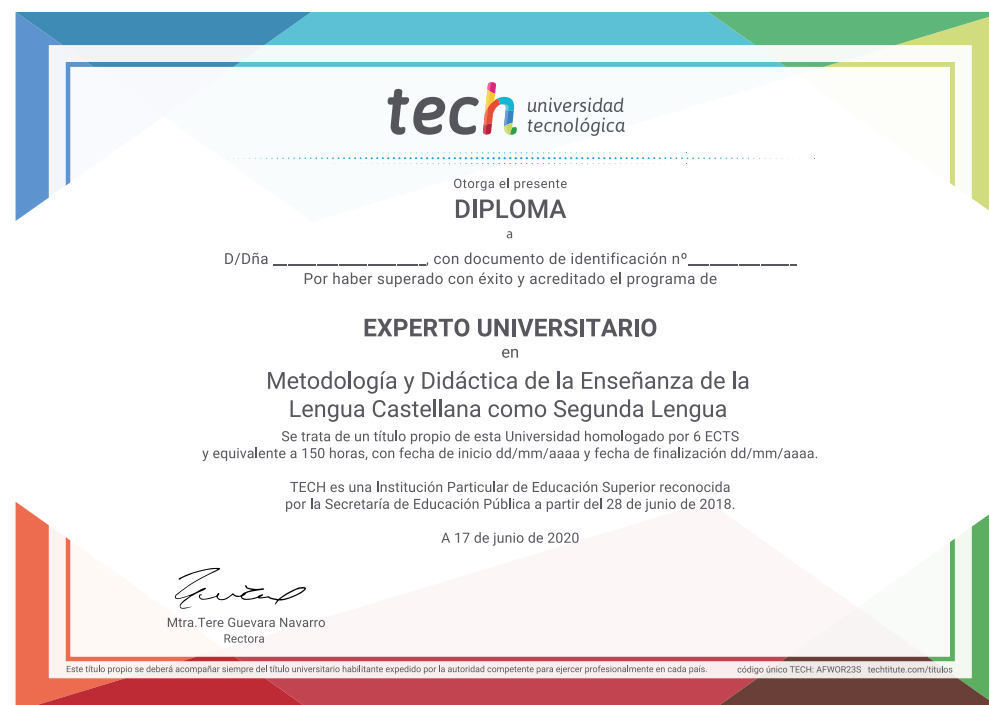 tech universidad
tecnológica
Otorga el presente
DIPLOMA
a
D/Dña ____________________, con documento de identificación nº______________
Por haber superado con éxito y acreditado el programa de
EXPERTO UNIVERSITARIO
en
Metodología y Didáctica de la Enseñanza de la
Lengua Castellana como Segunda Lengua
Se trata de un título propio de esta Universidad homologado por 6 ECTS
y equivalente a 150 horas, con fecha de inicio dd/mm/aaaa y fecha de finalización dd/mm/aaaa.
TECH es una Institución Particular de Educación Superior reconocida
por la Secretaría de Educación Pública a partir del 28 de junio de 2018.
A 17 de junio de 2020
Mtra.Tere Guevara Navarro
Rectora
Este título propio se deberá acompañar siempre del título universitario habilitante expedido por la autoridad competente para ejercer profesionalmente en cada país. código único TECH: AFWOR23S techtitute.com/titulos